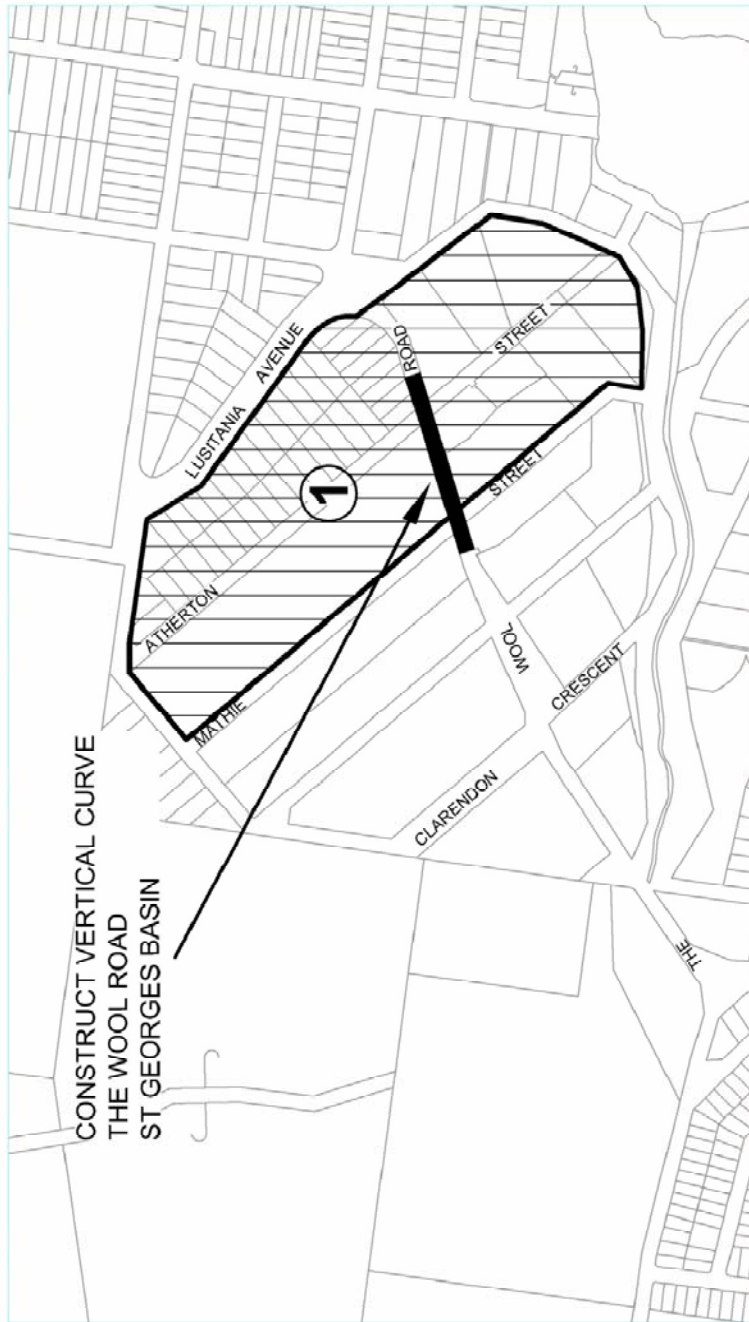 CONSTRUCT VERTICAL CURVE
THE WOOL ROAD
ST GEORGES BASIN
LUSITANIA AVENUE
1
ATHERTON STREET
MATHIE STREET
ROAD
WOOL
CLARENDON CRESCENT
THE